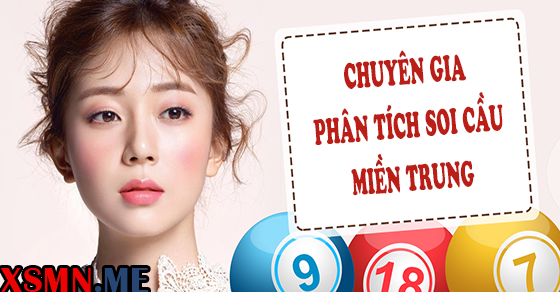 CHUYÊN GIA
PHÂN TÍCH SOI CẦU
MIỀN TRUNG
9
18
7
XSMN.ME